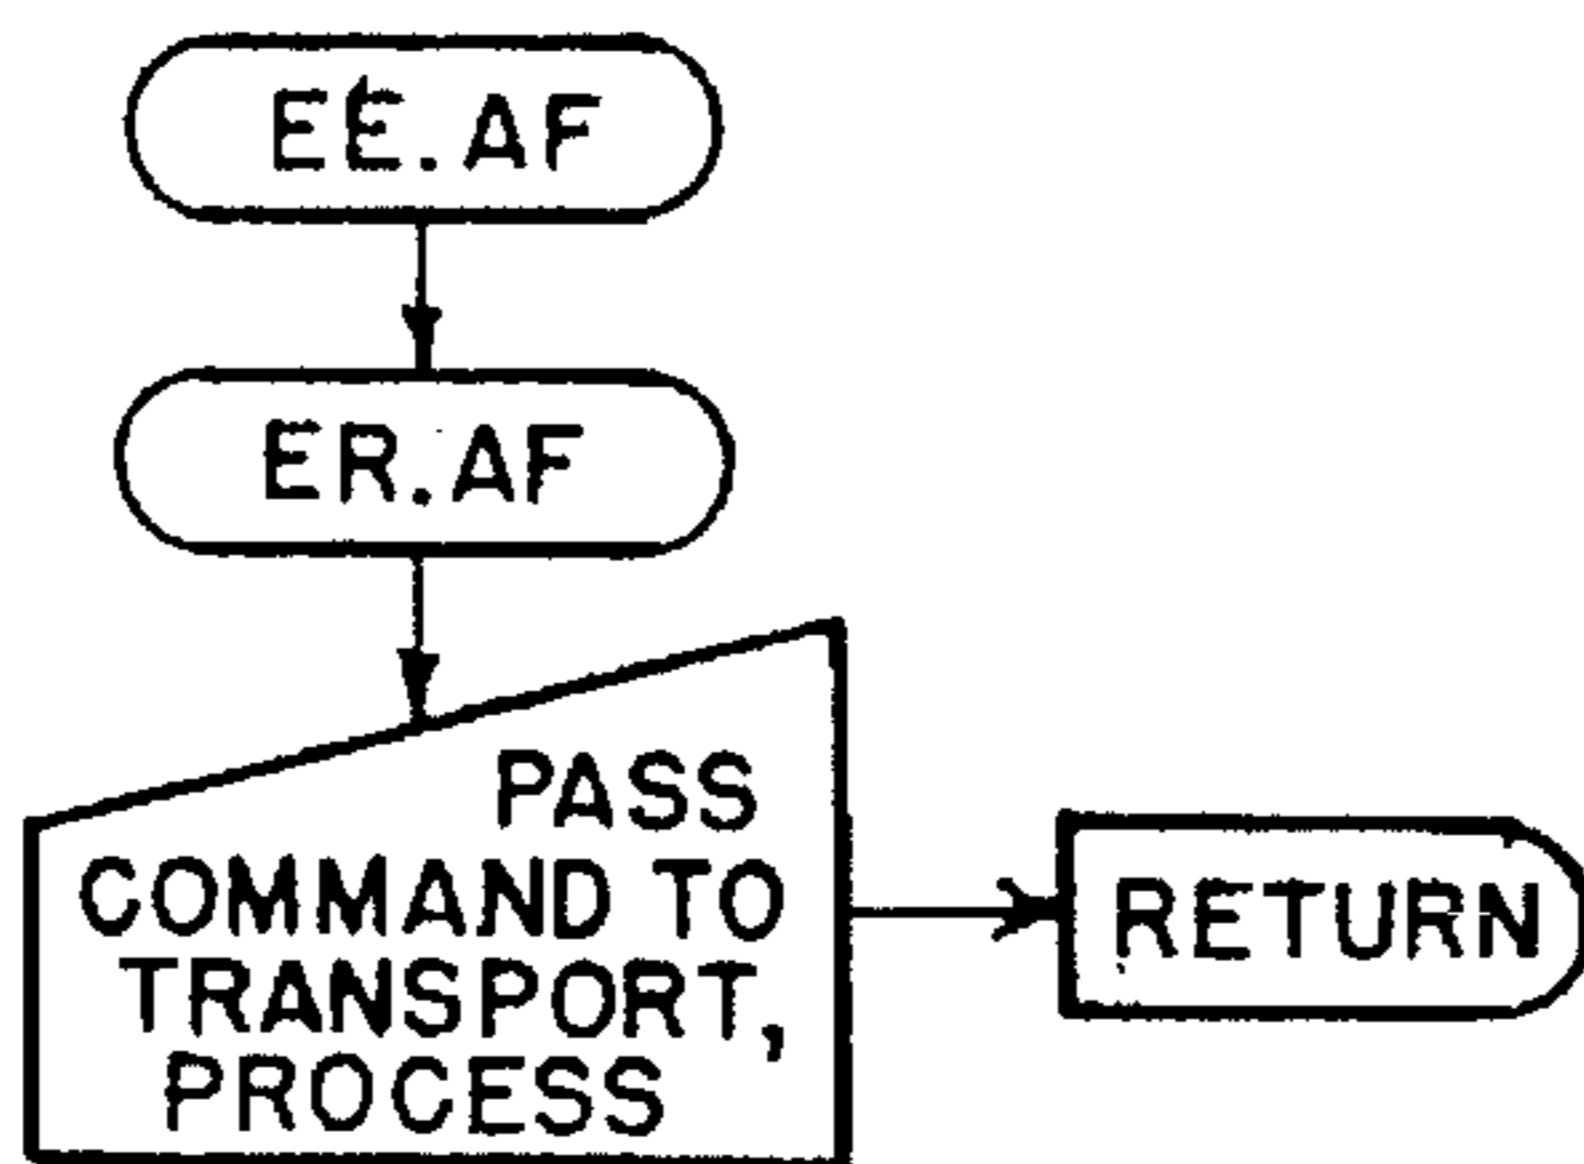 EE.AF
ER.AF
PASS
COMMAND TO
TRANSPORT,
PROCESS
RETURN